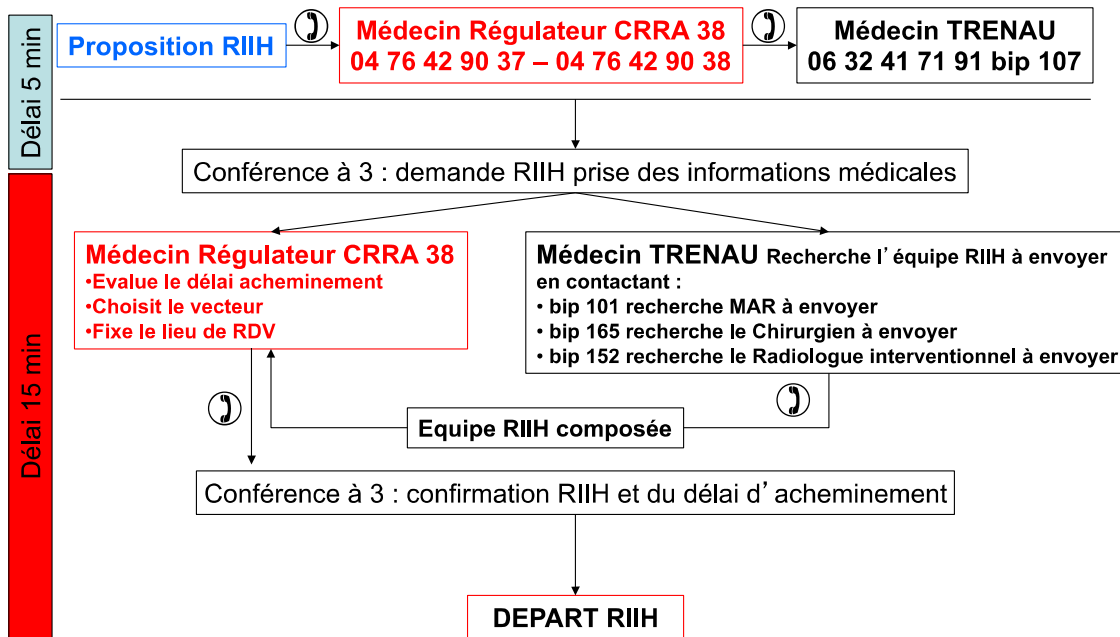 Délai 5 min
Proposition RIIH
Médecin Régulateur CRRA 38
04 76 42 90 37 – 04 76 42 90 38
Médecin TRENAU
06 32 41 71 91 bip 107
Conférence à 3 : demande RIIH prise des informations médicales
Délai 15 min
Médecin Régulateur CRRA 38
•Evalue le délai acheminement
•Choisit le vecteur
•Fixe le lieu de RDV
Médecin TRENAU Recherche l’équipe RIIH à envoyer
en contactant :
• bip 101 recherche MAR à envoyer
• bip 165 recherche le Chirurgien à envoyer
• bip 152 recherche le Radiologue interventionnel à envoyer
Equipe RIIH composée
Conférence à 3 : confirmation RIIH et du délai d’acheminement
DEPART RIIH